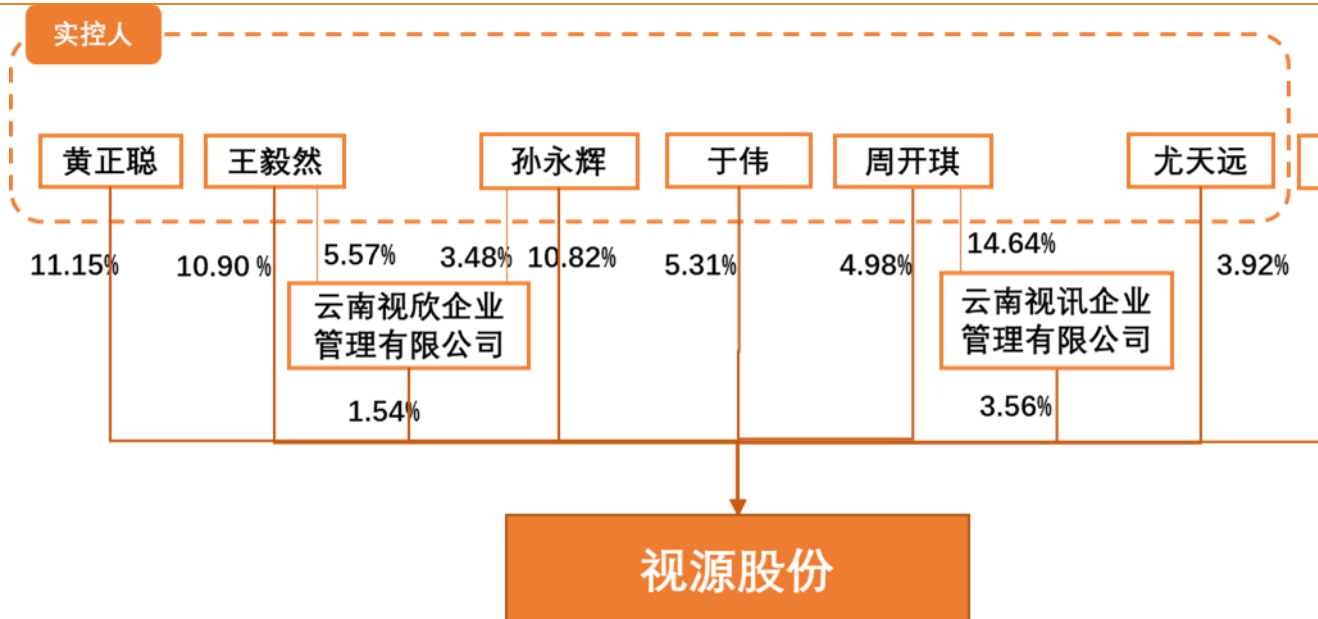 实控人
黄正聪
王毅然
孙永辉
于伟
周开琪
尤天远
11.15%
10.90 %
5.57%
3.48%
10.82%
5.31%
4.98%
14.64%
3.92%
云南视欣企业
管理有限公司
云南视讯企业
管理有限公司
1.54%
3.56%
视源股份